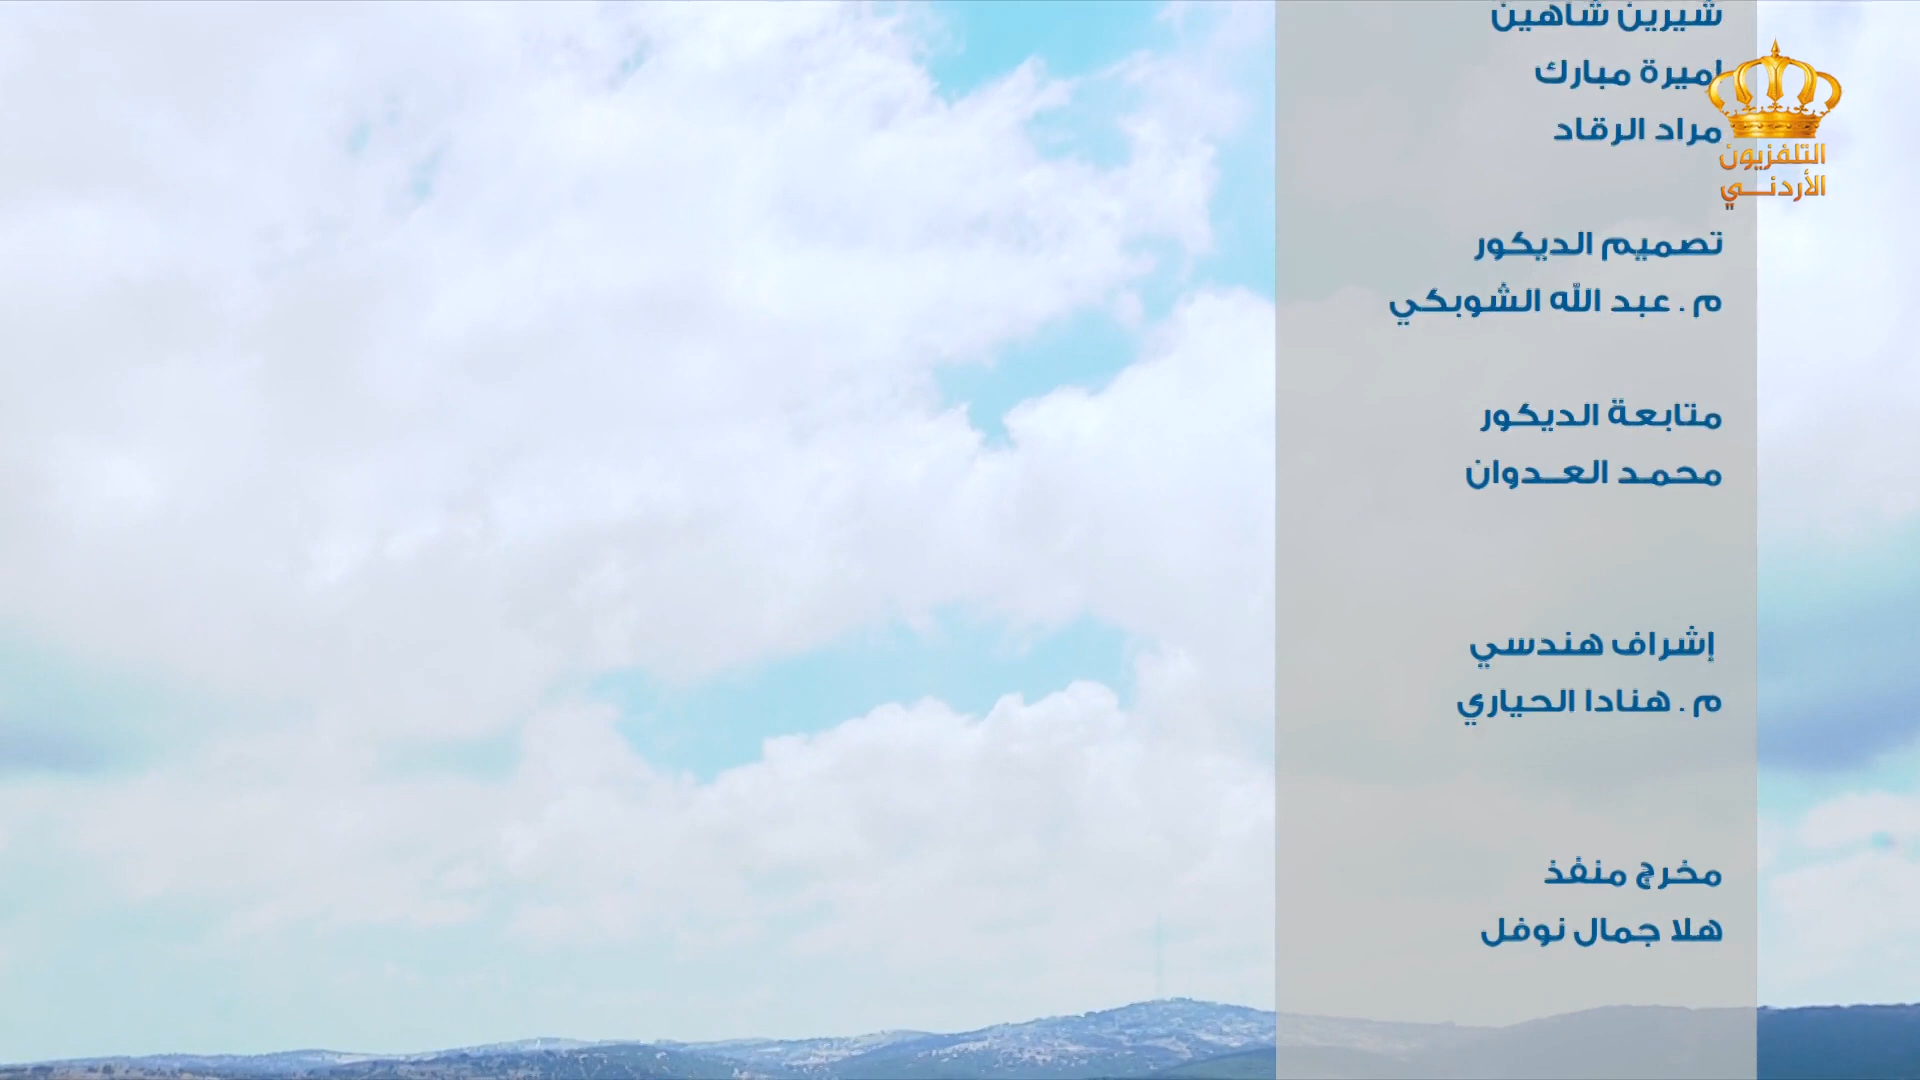 شيرين شاهين
اميرة مبارك
مراد الرقاد
التلفزيون
الأردني
تصميم الديكور
م . عبد الله الشوبكي
متابعة الديكور
محمد العدوان
إشراف هندسي
م . هنادا الحياري
مخرج منفذ
هلا جمال نوفل